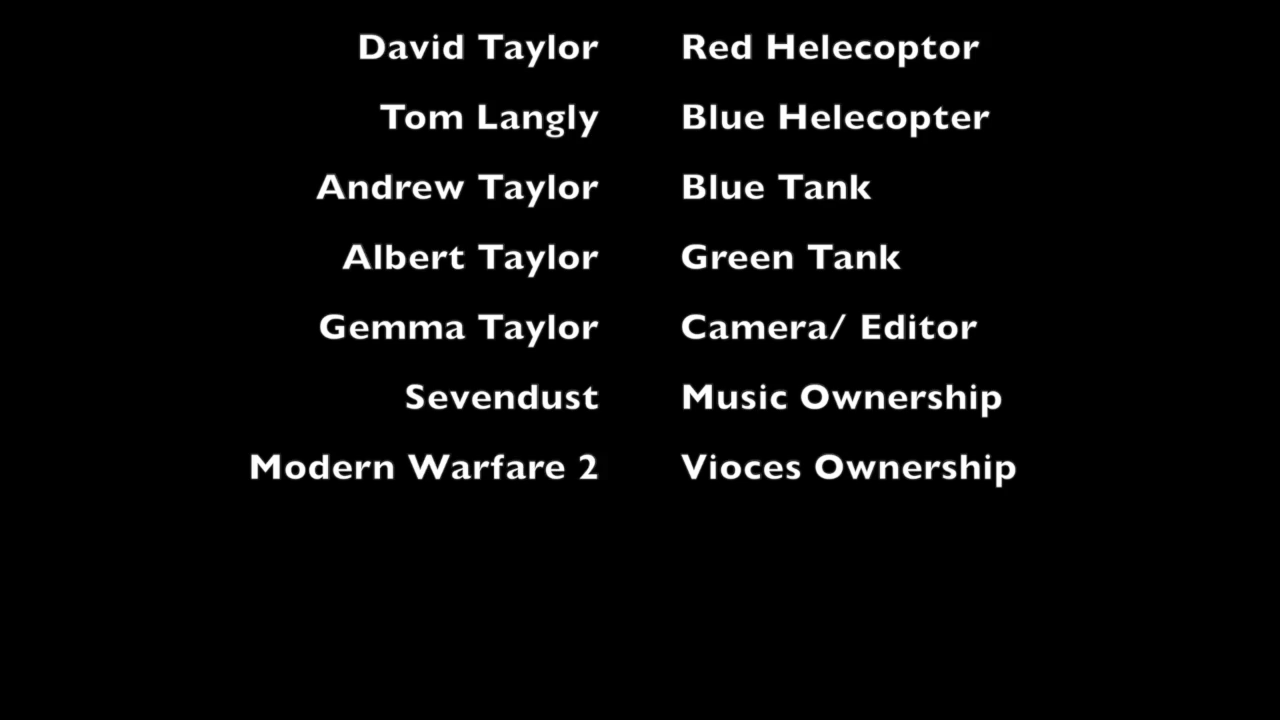 David Taylor Red Helecoptor
Tom Langly Blue Helecopter
Andrew Taylor Blue Tank
Albert Taylor Green Tank
Gemma Taylor Camera/ Editor
Sevendust Music Ownership
Modern Warfare 2 Vioces Ownership